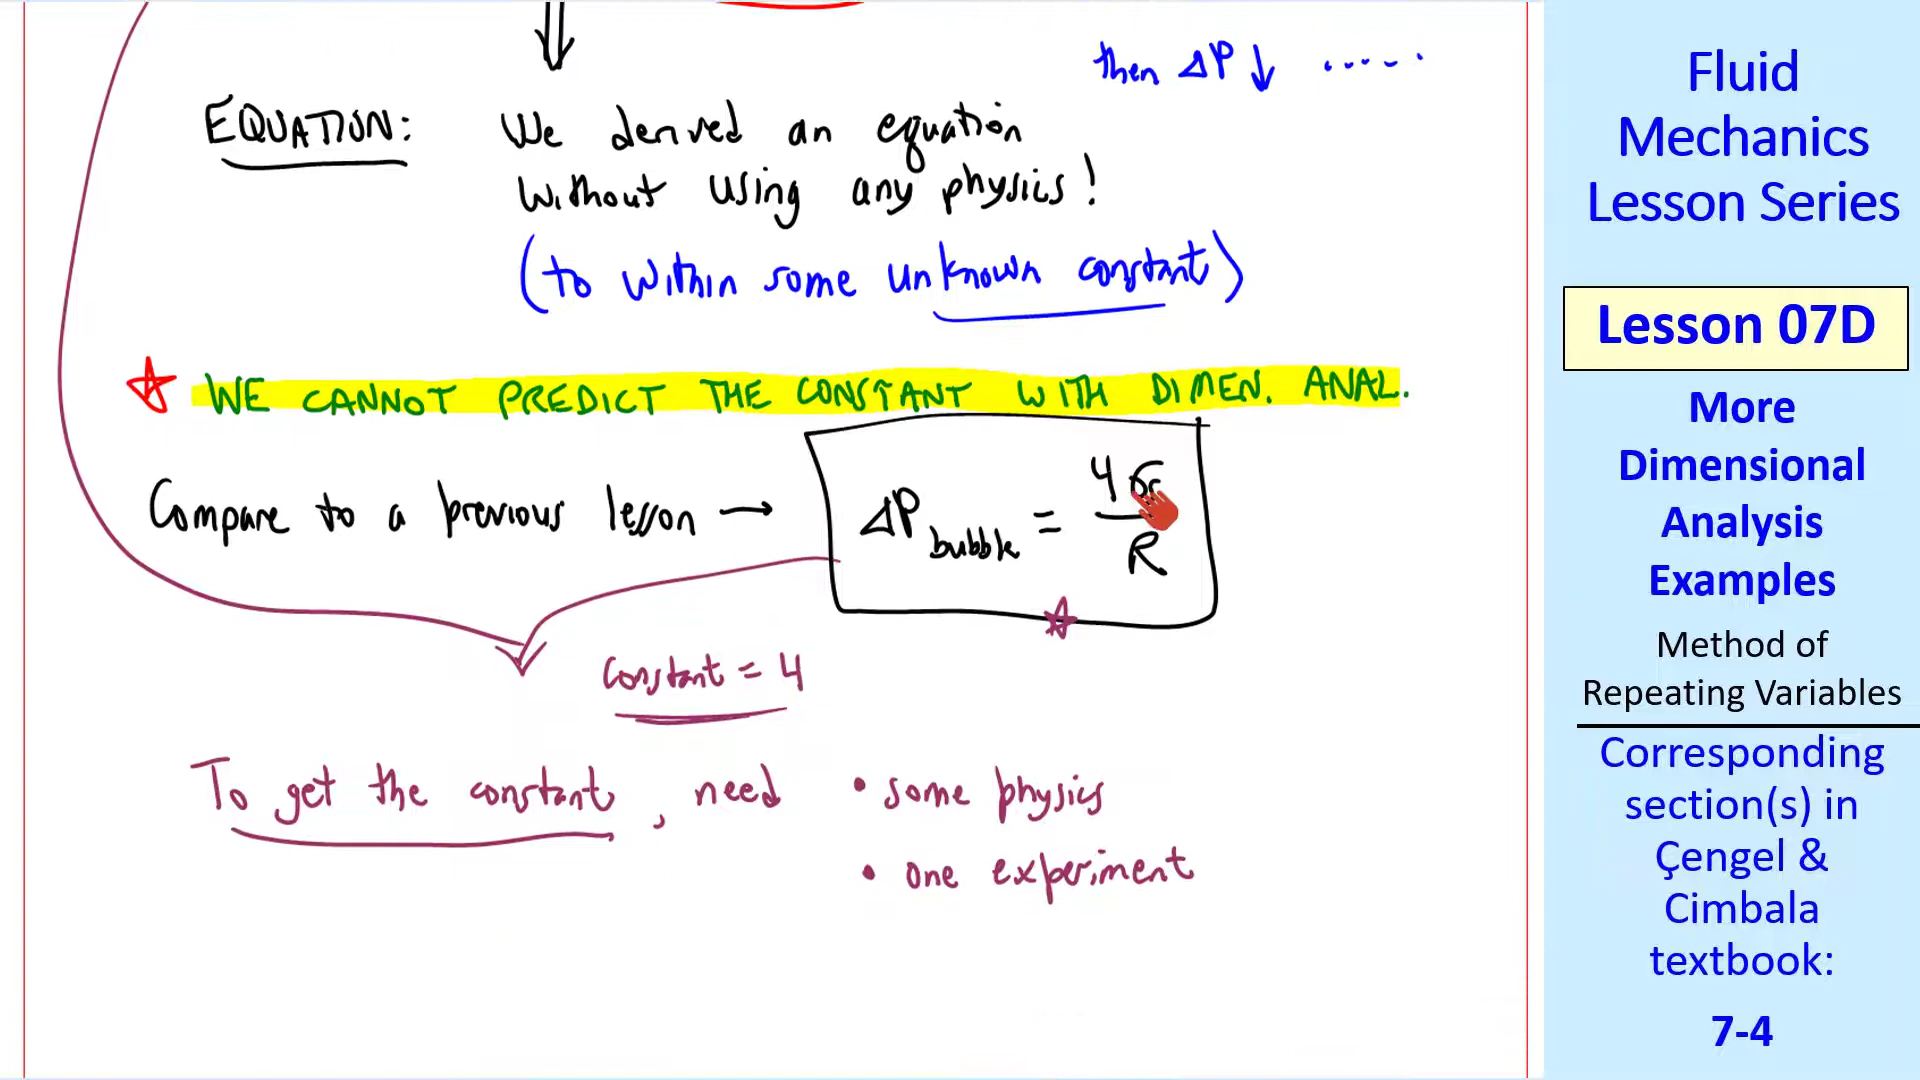 then ΔP ↓ .....
EQUATION: We derived an equation
without using any physics!
(to within some unknown constant)
☆ WE CANNOT PREDICT THE CONSTANT WITH DIMEN. ANAL.
Compare to a previous lesson → ΔP bubble = 4 σs / R
constant = 4
To get the constant, need • some physics
• one experiment
Fluid
Mechanics
Lesson Series
Lesson 07D
More
Dimensional
Analysis
Examples
Method of
Repeating Variables
Corresponding
section(s) in
Çengel &
Cimbala
textbook:
7-4